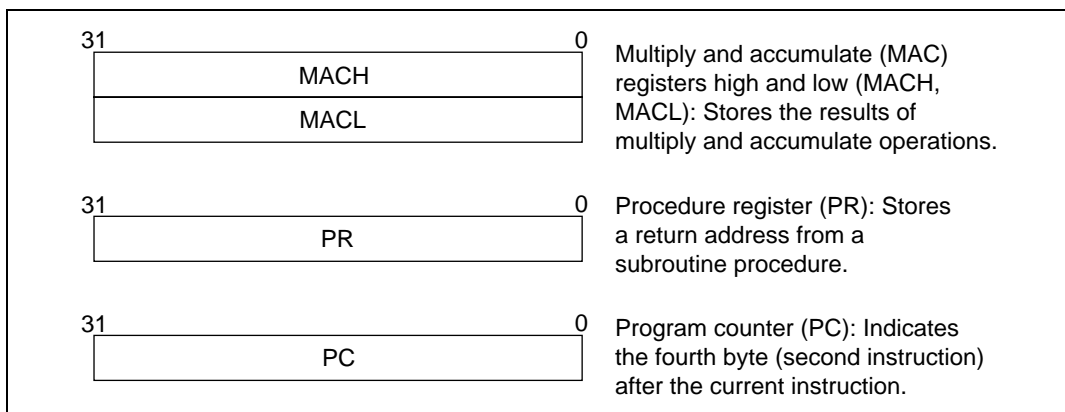 31 0
MACH
MACL
Multiply and accumulate (MAC)
registers high and low (MACH,
MACL): Stores the results of
multiply and accumulate operations.
31 0
PR
Procedure register (PR): Stores
a return address from a
subroutine procedure.
31 0
PC
Program counter (PC): Indicates
the fourth byte (second instruction)
after the current instruction.